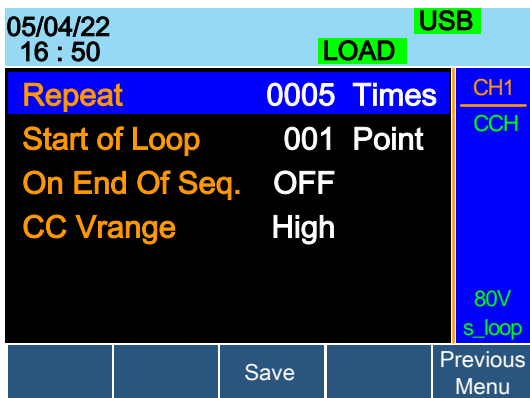 05/04/22
USB
16 : 50
LOAD
Repeat 0005 Times
Start of Loop 001 Point
On End Of Seq. OFF
CC Vrange High
CH1
CCH
80V
s_loop
Save
Previous
Menu